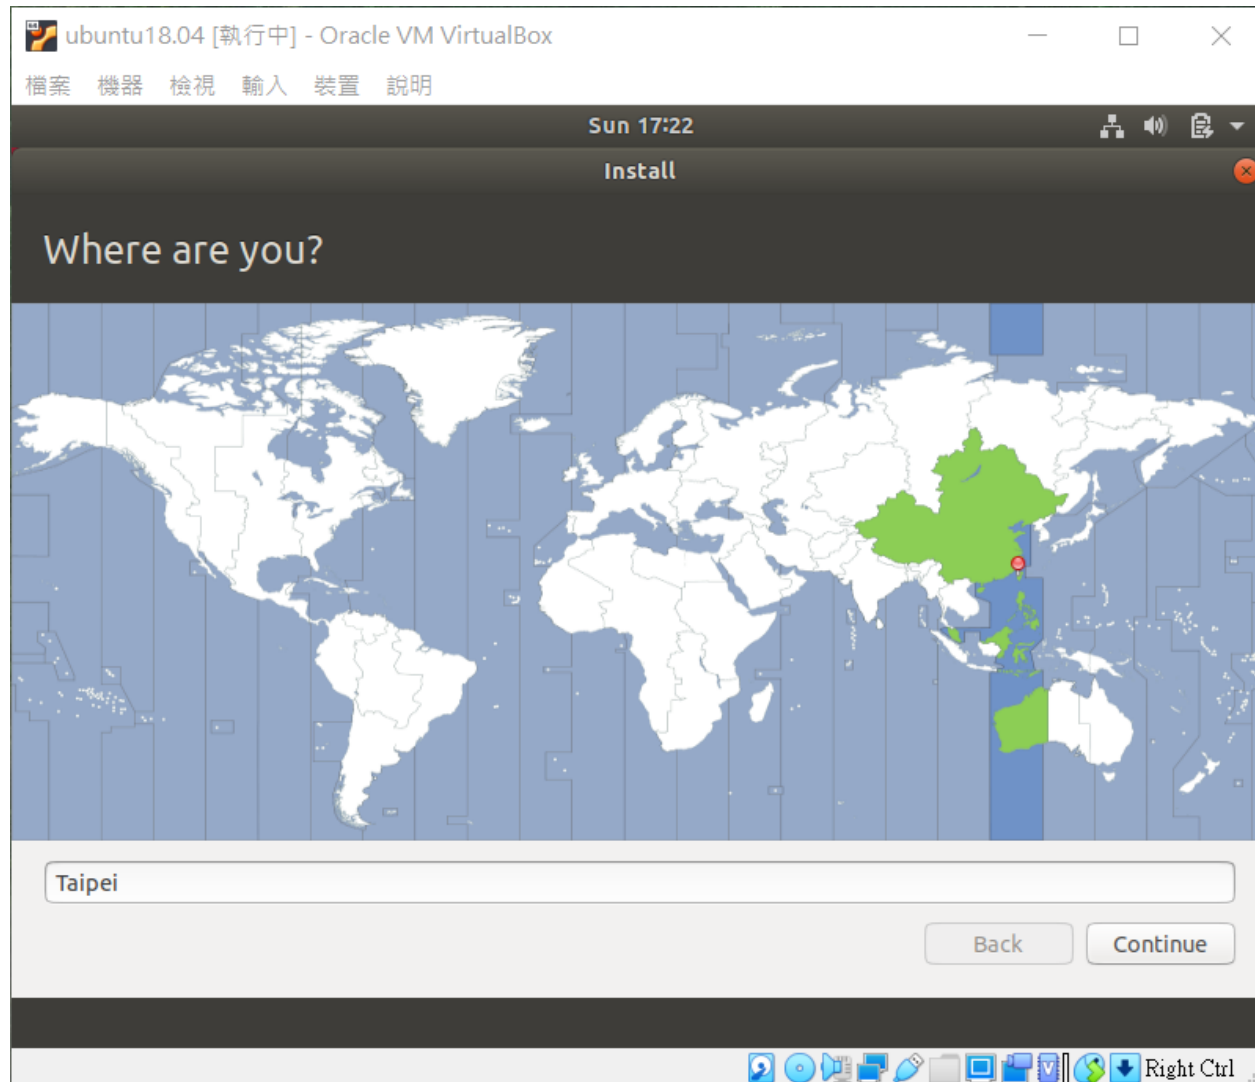 ubuntu18.04 [執行中] - Oracle VM VirtualBox
檔案 機器 檢視 輸入 裝置 說明
Sun 17:22
Install
Where are you?
Taipei
Back Continue
Right Ctrl